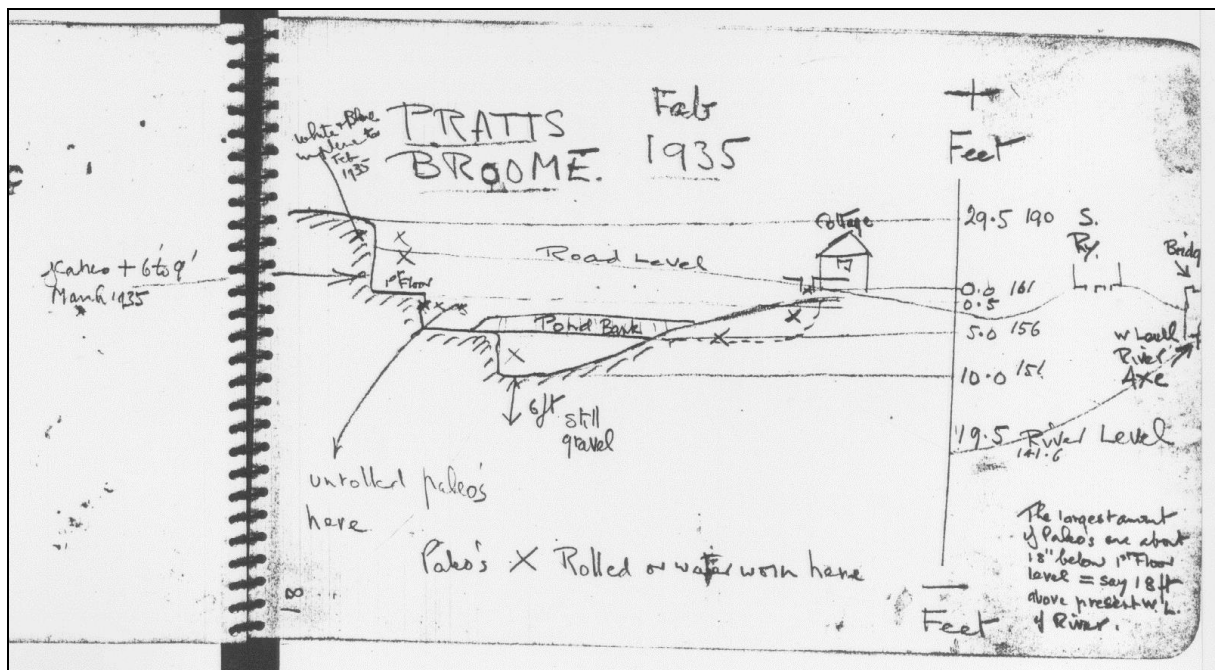 PRATTS
BROOME.
Feb
1935
white + Blue
Feb
1935
Feet
29.5 190
S.
Ry.
Cottage
Bridg
Road Level
6' to 9'
March 1935
1st Floor
0.0 161
0.5
Pond Bank
5.0 156
W Level
River
AXE
10.0 151
6ft still
gravel
19.5 River Level
141.6
unrolled paleo's
here
The largest amount
of Paleo's are about
18" below 1st Floor
level = say 18 ft
above present W.L.
of River.
Paleo's X Rolled or water worn here
Feet
18